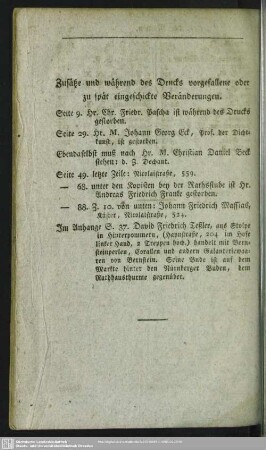 Zusätze und während des Drucks vorgefallene oder
zu spät eingeschickte Veränderungen.
Seite 9. Hr. Chr. Friedr. Pascha ist während des Drucks
gestorben.
Seite 29. Hr. M. Johann Georg Eck, Prof. der Dicht-
kunst, ist gestorben.
Ebendaselbst muß nach Hr. M. Christian Daniel Beck
stehen: d. Z. Dechant.
Seite 49. letzte Zeile: Niclaistraße, 559.
— 68. unter den Kopisten bey der Rathsstube ist Hr.
Andreas Friedrich Franke gestorben.
— 88. Z. 10. von unten: Johann Friedrich Massias,
Küster, Nicolaistraße, 524.
Im Anhange S. 37. David Friedrich Teßler, aus Stolpe
in Hinterpommern, (Haynstraße, 204 im Hofe
linker Hand, 2 Treppen hoch.) handelt mit Bern-
steinperlen, Corallen und andern Galanteriewaa-
ren von Bernstein. Seine Bude ist auf dem
Markte hinter den Nürnberger Buden, dem
Rathhausthurme gegenüber.